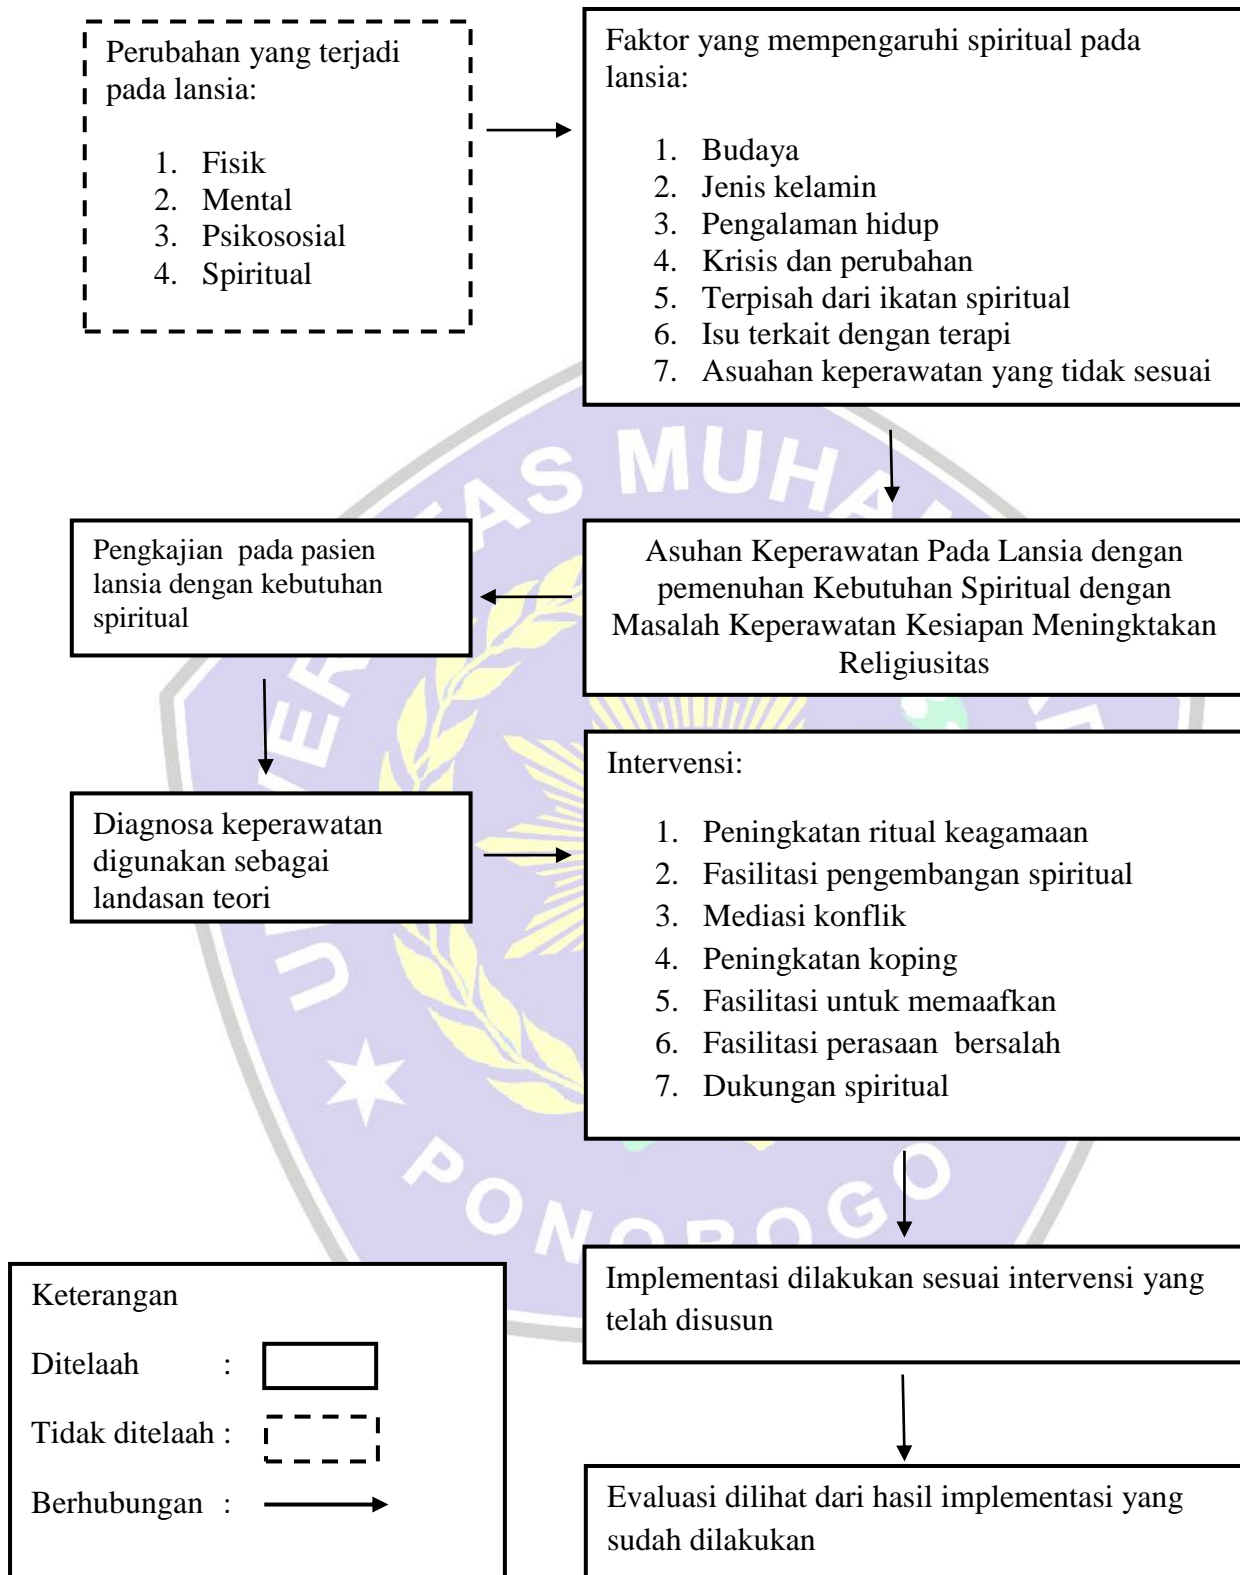 Perubahan yang terjadi
pada lansia:
1. Fisik
2. Mental
3. Psikososial
4. Spiritual
Faktor yang mempengaruhi spiritual pada
lansia:
1. Budaya
2. Jenis kelamin
3. Pengalaman hidup
4. Krisis dan perubahan
5. Terpisah dari ikatan spiritual
6. Isu terkait dengan terapi
7. Asuahan keperawatan yang tidak sesuai
Asuhan Keperawatan Pada Lansia dengan
pemenuhan Kebutuhan Spiritual dengan
Masalah Keperawatan Kesiapan Meningktakan
Religiusitas
Pengkajian pada pasien
lansia dengan kebutuhan
spiritual
Diagnosa keperawatan
digunakan sebagai
landasan teori
Intervensi:
1. Peningkatan ritual keagamaan
2. Fasilitasi pengembangan spiritual
3. Mediasi konflik
4. Peningkatan koping
5. Fasilitasi untuk memaafkan
6. Fasilitasi perasaan bersalah
7. Dukungan spiritual
Implementasi dilakukan sesuai intervensi yang
telah disusun
Evaluasi dilihat dari hasil implementasi yang
sudah dilakukan
Keterangan
Ditelaah :
Tidak ditelaah :
Berhubungan :
PONOROGO